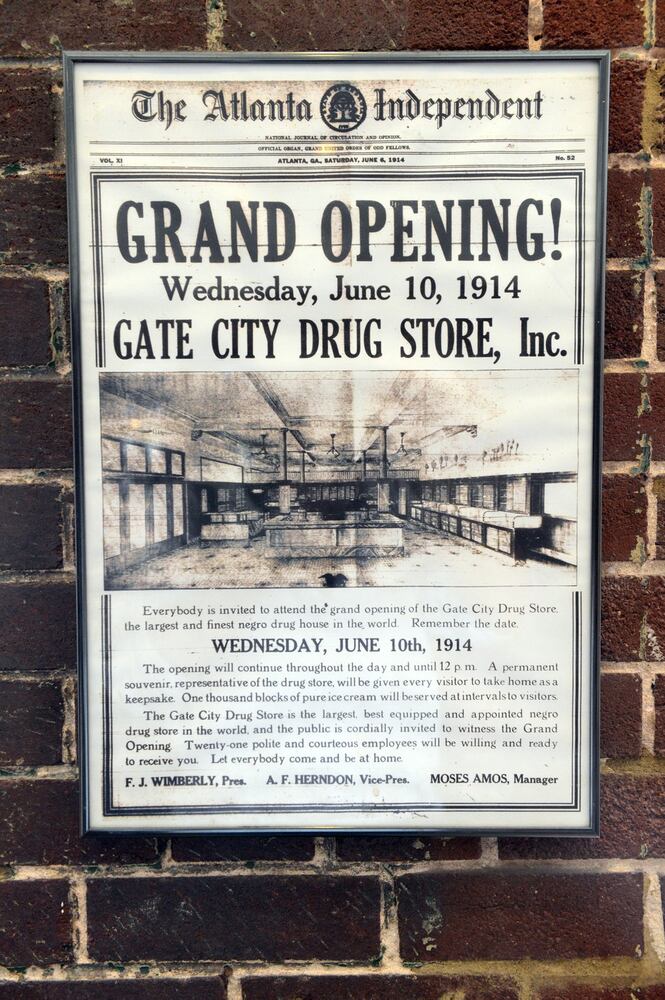 The Atlanta Independent
NATIONAL JOURNAL OF CIRCULATION AND OPINION.
OFFICIAL ORGAN, GRAND UNITED ORDER OF ODD FELLOWS.
VOL. XI ATLANTA, GA., SATURDAY, JUNE 6, 1914 No. 52
GRAND OPENING!
Wednesday, June 10, 1914
GATE CITY DRUG STORE, Inc.
Everybody is invited to attend the grand opening of the Gate City Drug Store,
the largest and finest negro drug house in the world. Remember the date.
WEDNESDAY, JUNE 10th, 1914
The opening will continue throughout the day and until 12 p. m. A permanent
souvenir, representative of the drug store, will be given every visitor to take home as a
keepsake. One thousand blocks of pure ice cream will be served at intervals to visitors.
The Gate City Drug Store is the largest, best equipped and appointed negro
drug store in the world, and the public is cordially invited to witness the Grand
Opening. Twenty-one polite and courteous employees will be willing and ready
to receive you. Let everybody come and be at home.
F. J. WIMBERLY, Pres. A. F. HERNDON, Vice-Pres. MOSES AMOS, Manager